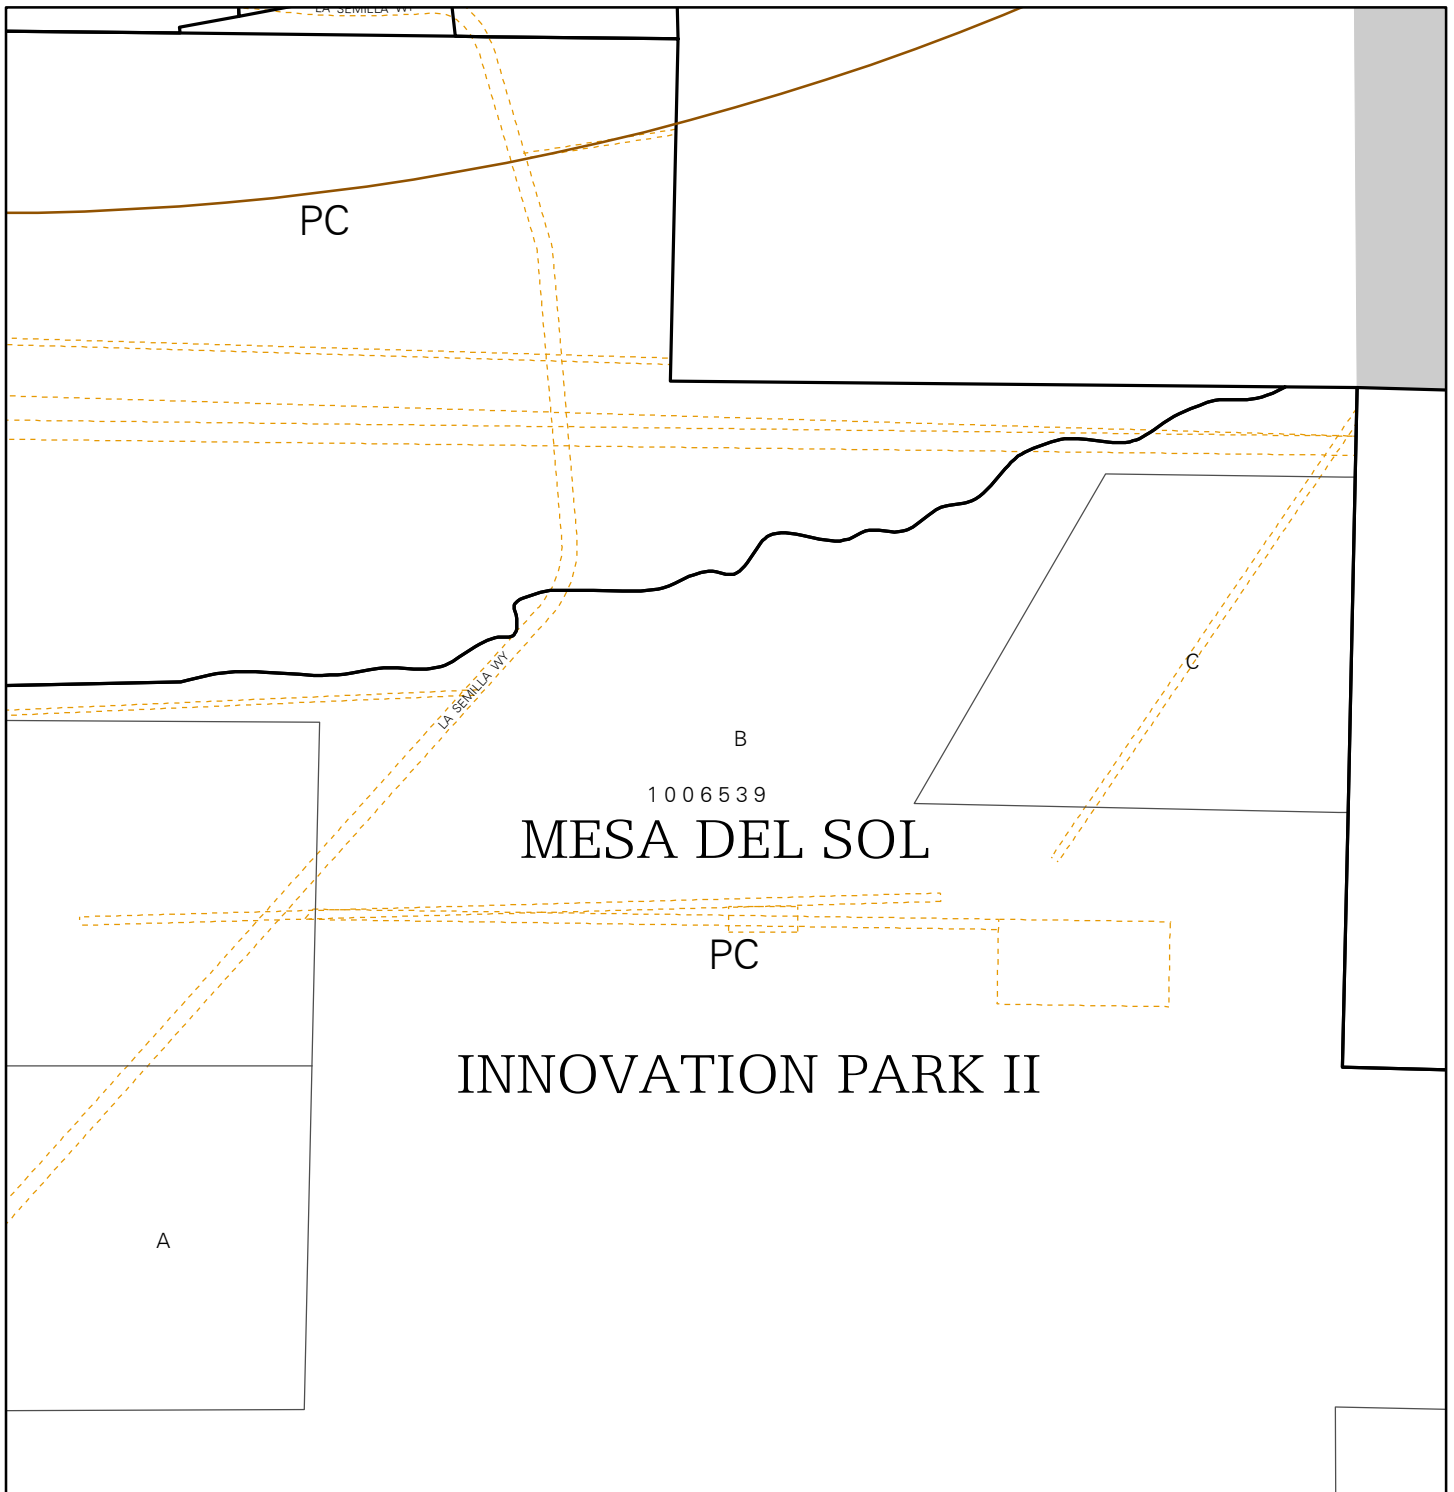 LA SEMILLA WY
PC
LA SEMILLA WY
C
B
1006539
MESA DEL SOL
PC
INNOVATION PARK II
A